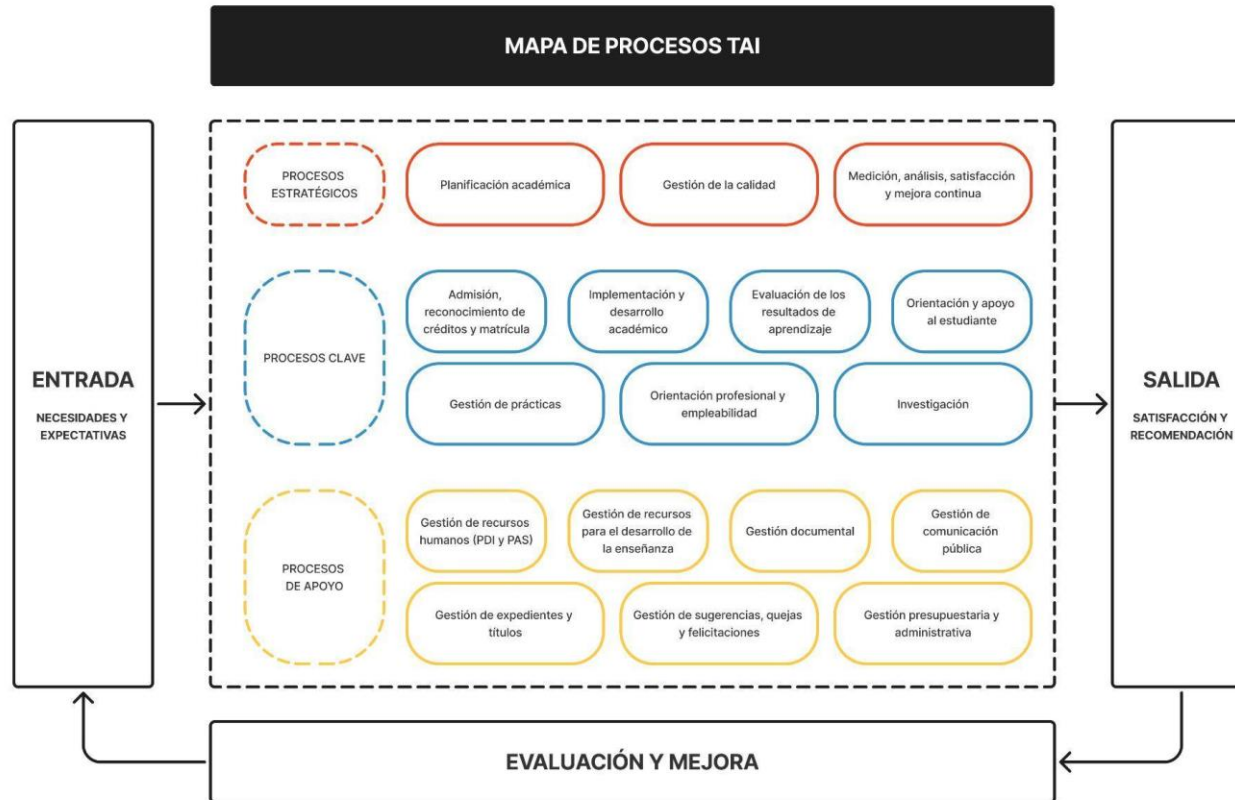 MAPA DE PROCESOS TAI
ENTRADA
NECESIDADES Y
EXPECTATIVAS
PROCESOS
ESTRATÉGICOS
Planificación académica
Gestión de la calidad
Medición, análisis, satisfacción
y mejora continua
PROCESOS CLAVE
Admisión,
reconocimiento de
créditos y matrícula
Implementación y
desarrollo
académico
Evaluación de los
resultados de
aprendizaje
Orientación y apoyo
al estudiante
Gestión de prácticas
Orientación profesional y
empleabilidad
Investigación
PROCESOS
DE APOYO
Gestión de recursos
humanos (PDI y PAS)
Gestión de recursos
para el desarrollo de
la enseñanza
Gestión documental
Gestión de
comunicación
pública
Gestión de expedientes y
títulos
Gestión de sugerencias, quejas
y felicitaciones
Gestión presupuestaria y
administrativa
SALIDA
SATISFACCIÓN Y
RECOMENDACIÓN
EVALUACIÓN Y MEJORA